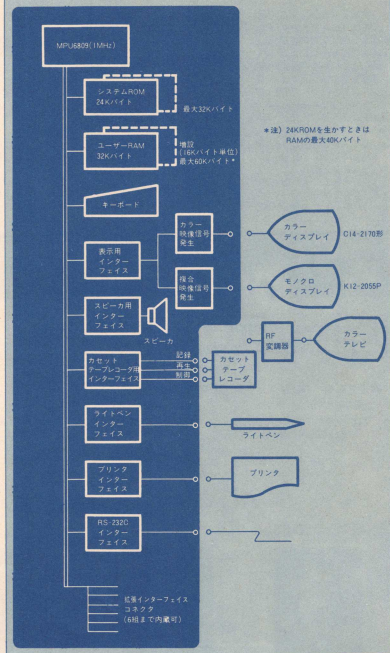 MPU6809(1MHz)
システムROM
24Kバイト
最大32Kバイト
ユーザーRAM
32Kバイト
増設
(16Kバイト単位)
最大60Kバイト*
*注) 24KROMを生かすときは
RAMの最大40Kバイト
キーボード
表示用
インター
フェイス
カラー
映像信号
発生
カラー
ディスプレイ
C14-2170形
複合
映像信号
発生
モノクロ
ディスプレイ
K12-2055P
スピーカ用
インター
フェイス
スピーカ
RF
変調器
カラー
テレビ
カセット
テープレコーダ用
インターフェイス
記録
再生
制御
カセット
テープ
レコーダ
ライトペン
インター
フェイス
ライトペン
プリンタ
インター
フェイス
プリンタ
RS-232C
インター
フェイス
拡張インターフェイス
コネクタ
(6組まで内蔵可)